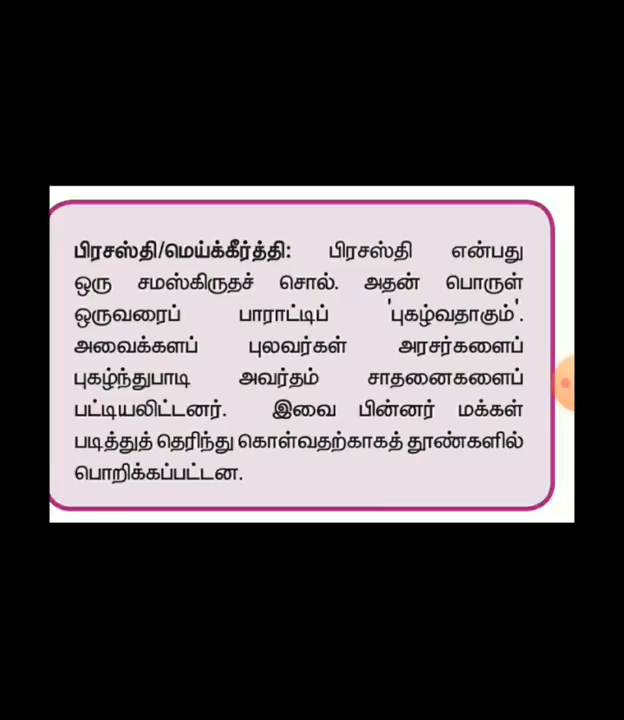 பிரசஸ்தி/மெய்க்கீர்த்தி: பிரசஸ்தி என்பது
ஒரு சமஸ்கிருதச் சொல். அதன் பொருள்
ஒருவரைப் பாராட்டிப் 'புகழ்வதாகும்'.
அவைக்களப் புலவர்கள் அரசர்களைப்
புகழ்ந்துபாடி அவர்தம் சாதனைகளைப்
பட்டியலிட்டனர். இவை பின்னர் மக்கள்
படித்துத் தெரிந்து கொள்வதற்காகத் தூண்களில்
பொறிக்கப்பட்டன.